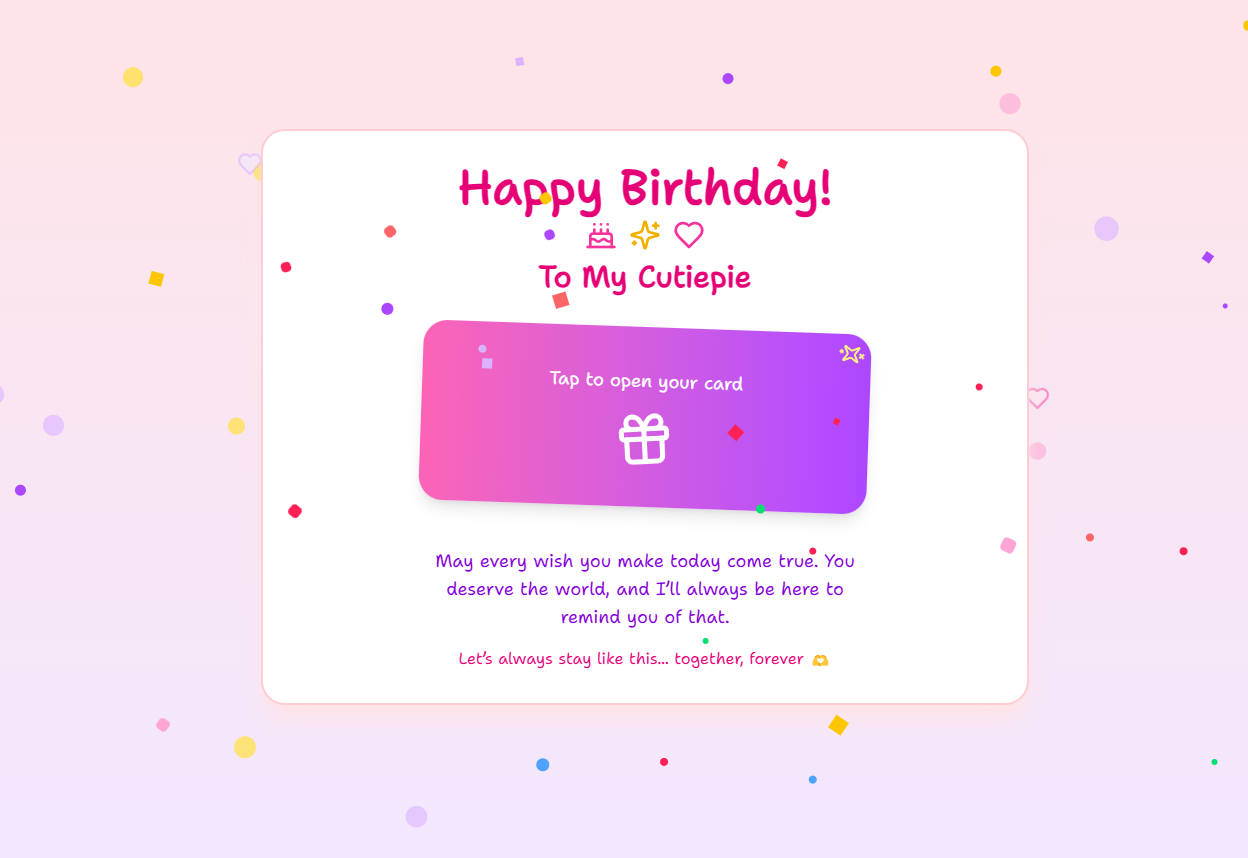 Happy Birthday!
To My Cutiepie
Tap to open your card
May every wish you make today come true. You
deserve the world, and I’ll always be here to
remind you of that.
Let’s always stay like this... together, forever 🫶